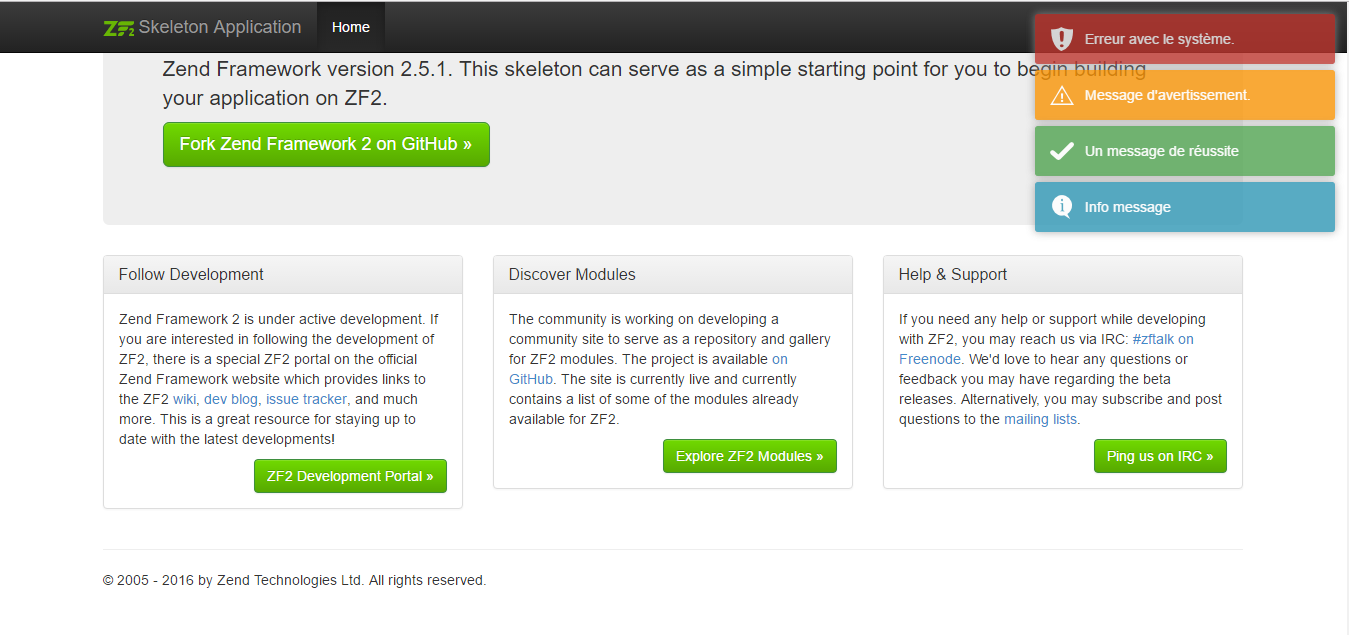 ZF2 Skeleton Application Home
Erreur avec le système.
Message d'avertissement.
Un message de réussite
Info message
Zend Framework version 2.5.1. This skeleton can serve as a simple starting point for you to begin building
your application on ZF2.
Fork Zend Framework 2 on GitHub »
Follow Development
Zend Framework 2 is under active development. If
you are interested in following the development of
ZF2, there is a special ZF2 portal on the official
Zend Framework website which provides links to
the ZF2 wiki, dev blog, issue tracker, and much
more. This is a great resource for staying up to
date with the latest developments!
ZF2 Development Portal »
Discover Modules
The community is working on developing a
community site to serve as a repository and gallery
for ZF2 modules. The project is available on
GitHub. The site is currently live and currently
contains a list of some of the modules already
available for ZF2.
Explore ZF2 Modules »
Help & Support
If you need any help or support while developing
with ZF2, you may reach us via IRC: #zftalk on
Freenode. We'd love to hear any questions or
feedback you may have regarding the beta
releases. Alternatively, you may subscribe and post
questions to the mailing lists.
Ping us on IRC »
© 2005 - 2016 by Zend Technologies Ltd. All rights reserved.